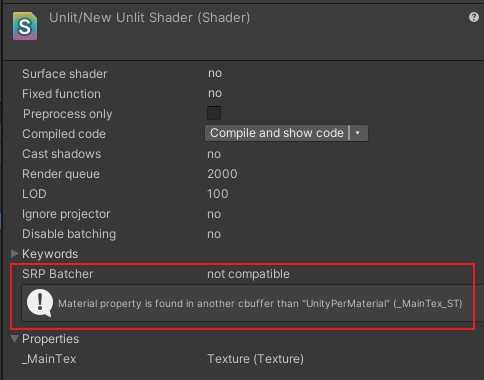 Unlit/New Unlit Shader (Shader)
S
Surface shader no
Fixed function no
Preprocess only
Compiled code Compile and show code
Cast shadows no
Render queue 2000
LOD 100
Ignore projector no
Disable batching no
Keywords
SRP Batcher not compatible
Material property is found in another cbuffer than "UnityPerMaterial" (_MainTex_ST)
Properties
_MainTex Texture (Texture)